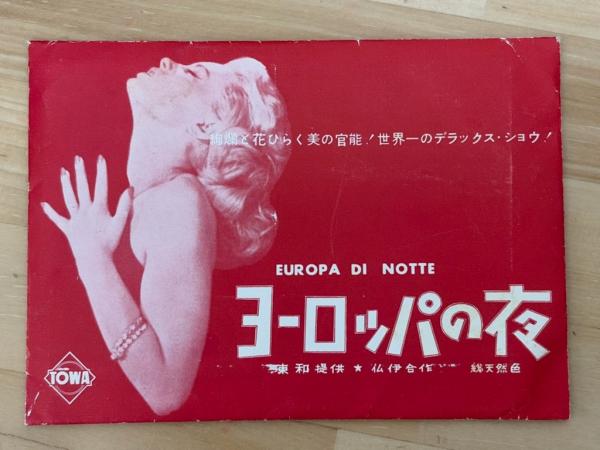 絢爛と花ひらく美の官能!世界一のデラックス・ショウ!
EUROPA DI NOTTE
ヨーロッパの夜
東和提供★仏伊合作 総天然色
TOWA